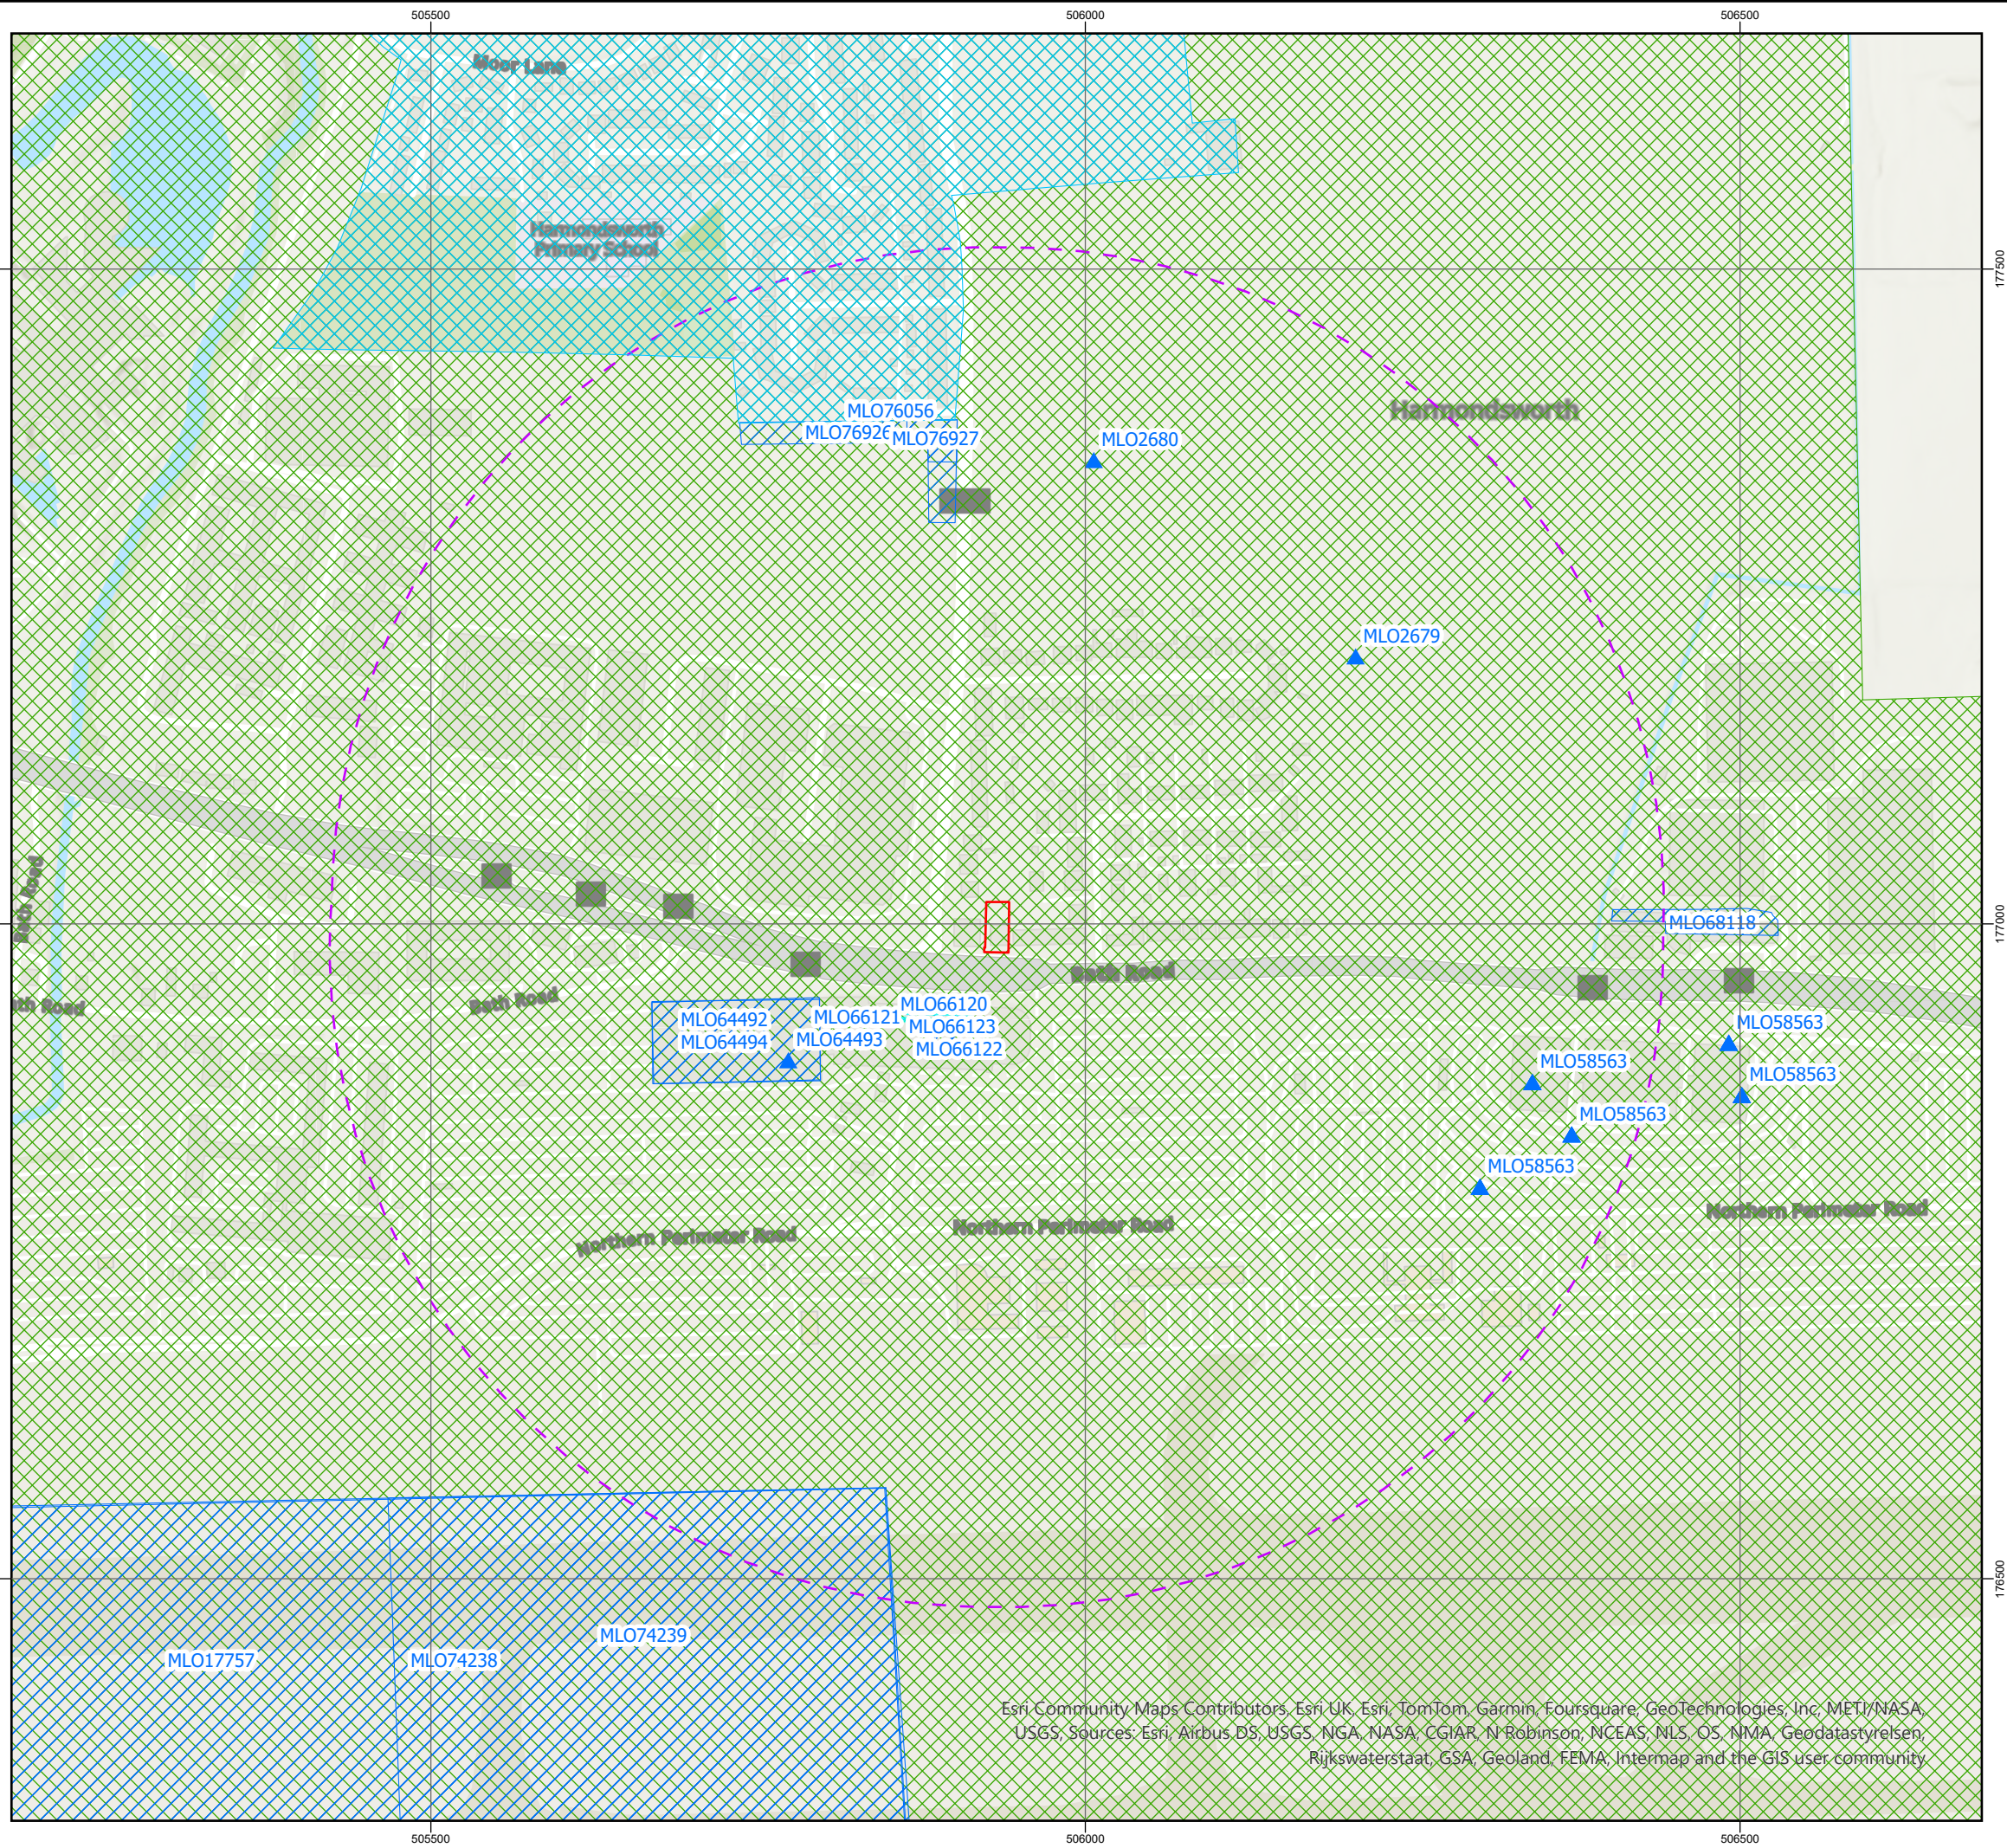 505500
506000
506500
Moor Lane
Harmondsworth
Primary School
177500
MLO76056
Harmondsworth
MLO76926
MLO76927
MLO2680
MLO2679
Bath Road
MLO68118
177000
Bath Road
ath Road
Bath Road
MLO66120
MLO64492
MLO66121
MLO66123
MLO58563
MLO64494
MLO64493
MLO66122
MLO58563
MLO58563
MLO58563
MLO58563
Northern Perimeter Road
Northern Perimeter Road
Northern Perimeter Road
176500
MLO74239
MLO17757
MLO74238
Esri Community Maps Contributors, Esri UK, Esri, TomTom, Garmin, Foursquare, GeoTechnologies, Inc, METI/NASA,
USGS, Sources: Esri, Airbus DS, USGS, NGA, NASA, CGIAR, N Robinson, NCEAS, NLS, OS, NMA, Geodatastyrelsen,
Rijkswaterstaat, GSA, Geoland, FEMA, Intermap and the GIS user community
505500
506000
506500